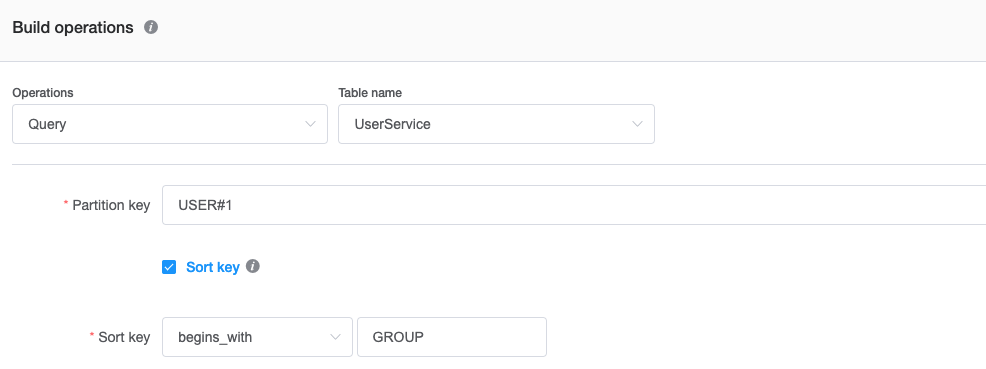 Build operations i
Operations Table name
Query UserService
* Partition key USER#1
Sort key i
* Sort key begins_with GROUP